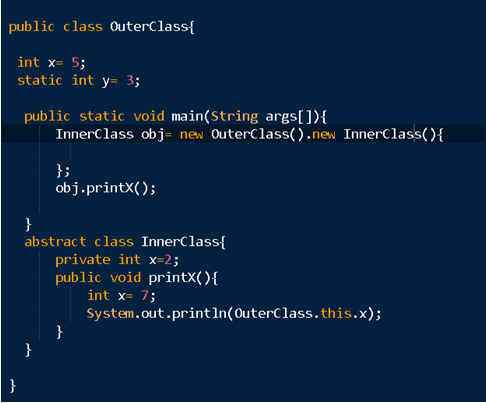 public class OuterClass{
int x= 5;
static int y= 3;
public static void main(String args[]){
InnerClass obj= new OuterClass().new InnerClass(){
};
obj.printX();
}
abstract class InnerClass{
private int x=2;
public void printX(){
int x= 7;
System.out.println(OuterClass.this.x);
}
}
}